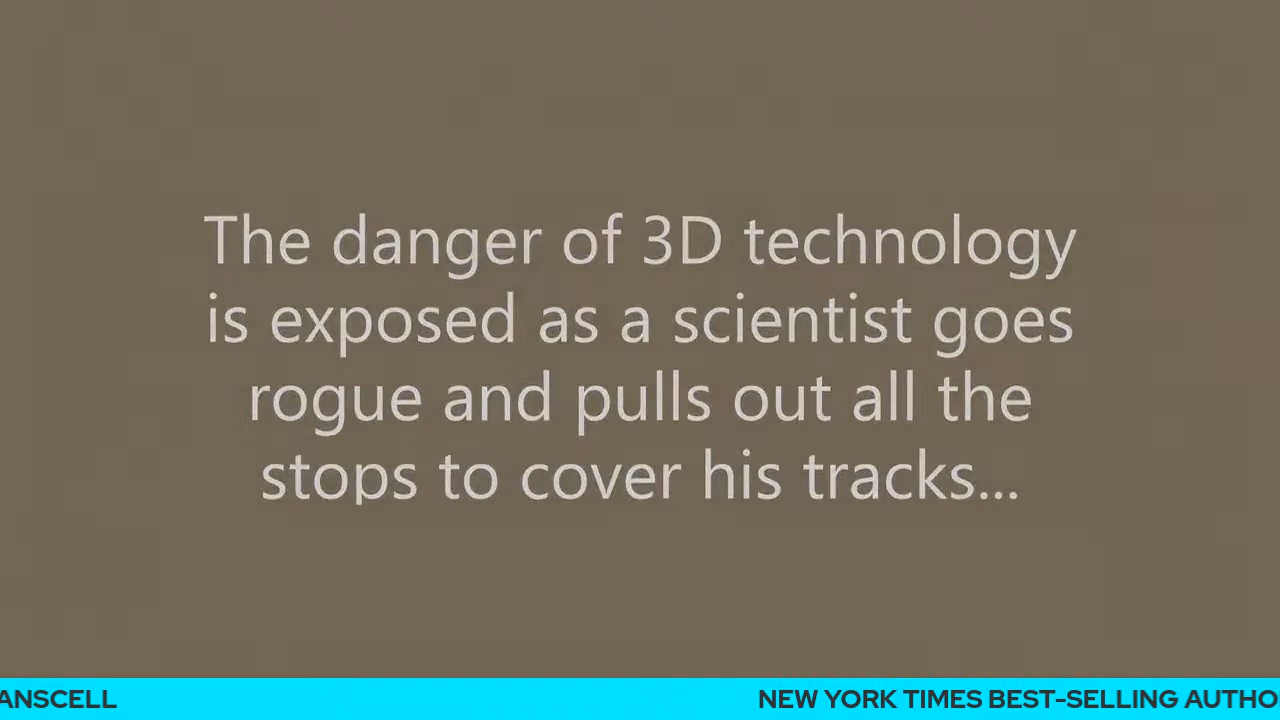 The danger of 3D technology
is exposed as a scientist goes
rogue and pulls out all the
stops to cover his tracks...
ANSCELL NEW YORK TIMES BEST-SELLING AUTHO